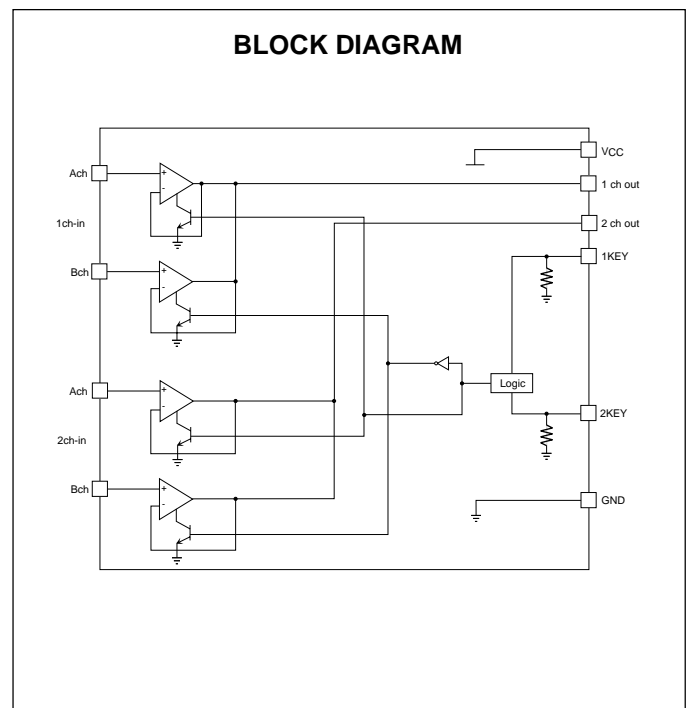 BLOCK DIAGRAM
VCC
Ach
+
-
1 ch out
1ch-in
2 ch out
1KEY
Bch
+
-
Logic
Ach
+
-
2KEY
2ch-in
Bch
+
-
GND